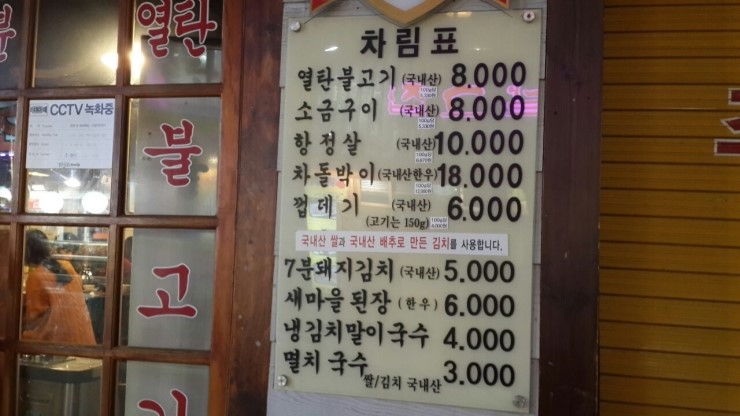 차림표
열탄불고기 (국내산) 8.000
소금구이 (국내산) 8.000
항정살 (국내산) 10.000
차돌박이 (국내산한우) 18.000
껍데기 (국내산) 6.000
(고기는 150g)
국내산 쌀과 국내산 배추로 만든 김치를 사용합니다.
7분돼지김치 (국내산) 5.000
새마을된장 (한우) 6.000
냉김치말이국수 4.000
멸치 국수 3.000
쌀/김치 국내산
열탄
불
고
기
CCTV 녹화중